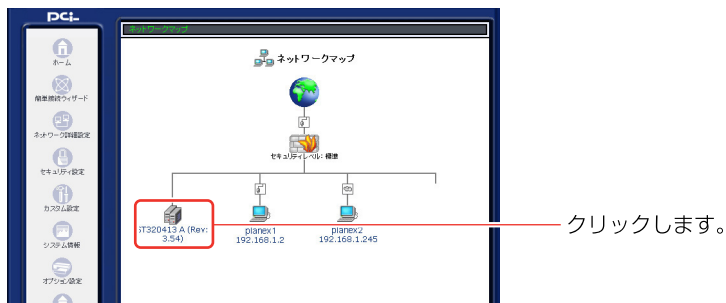 PCi
ネットワークマップ
ネットワークマップ
ホーム
簡単接続ウィザード
ネットワーク詳細設定
セキュリティ設定
カスタム設定
システム情報
オプション設定
セキュリティレベル: 標準
ST320413 A (Rev:
3.54)
planex1
192.168.1.2
planex2
192.168.1.245
クリックします。